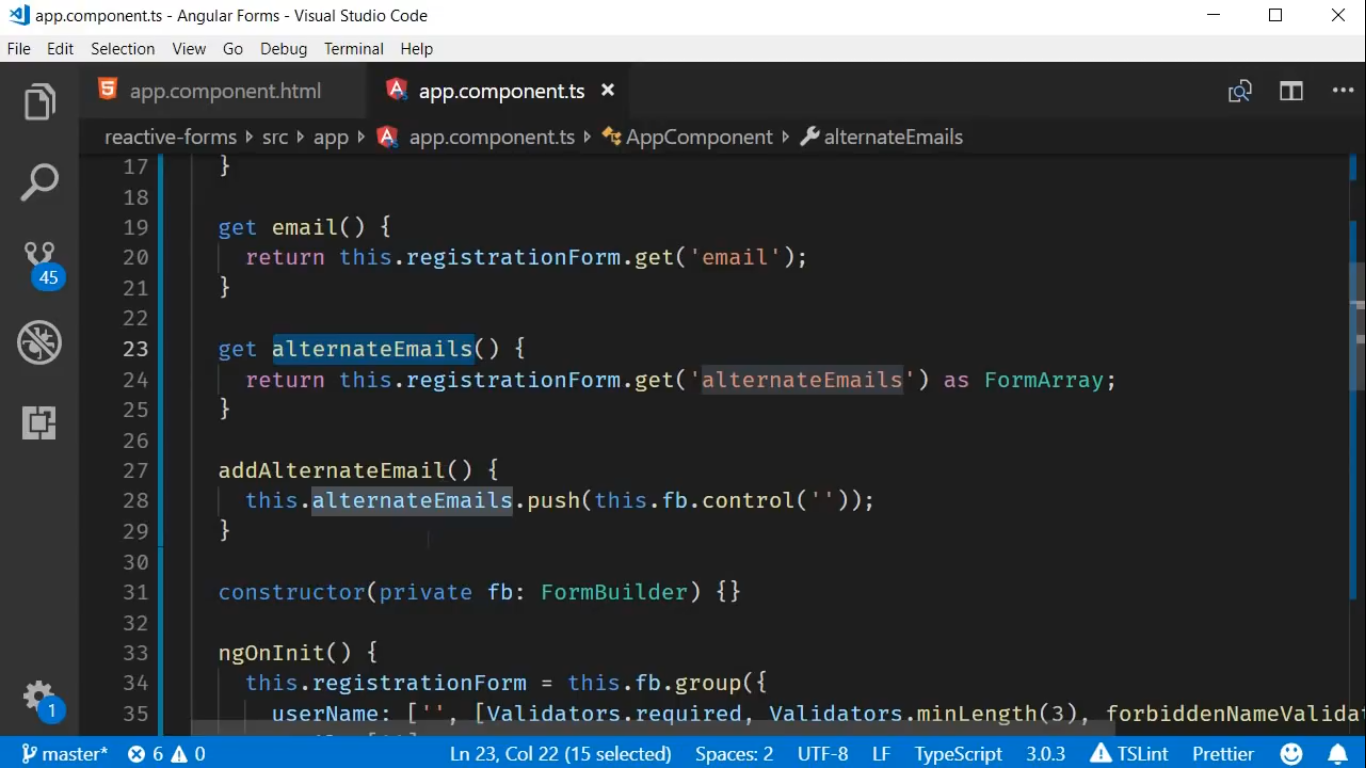 app.component.ts - Angular Forms - Visual Studio Code
File Edit Selection View Go Debug Terminal Help
app.component.html app.component.ts
reactive-forms src app app.component.ts AppComponent alternateEmails
17 }
18
19 get email() {
20 return this.registrationForm.get('email');
21 }
22
23 get alternateEmails() {
24 return this.registrationForm.get('alternateEmails') as FormArray;
25 }
26
27 addAlternateEmail() {
28 this.alternateEmails.push(this.fb.control(''));
29 }
30
31 constructor(private fb: FormBuilder) {}
32
33 ngOnInit() {
34 this.registrationForm = this.fb.group({
35 userName: ['', [Validators.required, Validators.minLength(3), forbiddenNameValida
45
1
master* 6 0 Ln 23, Col 22 (15 selected) Spaces: 2 UTF-8 LF TypeScript 3.0.3 TSLint Prettier